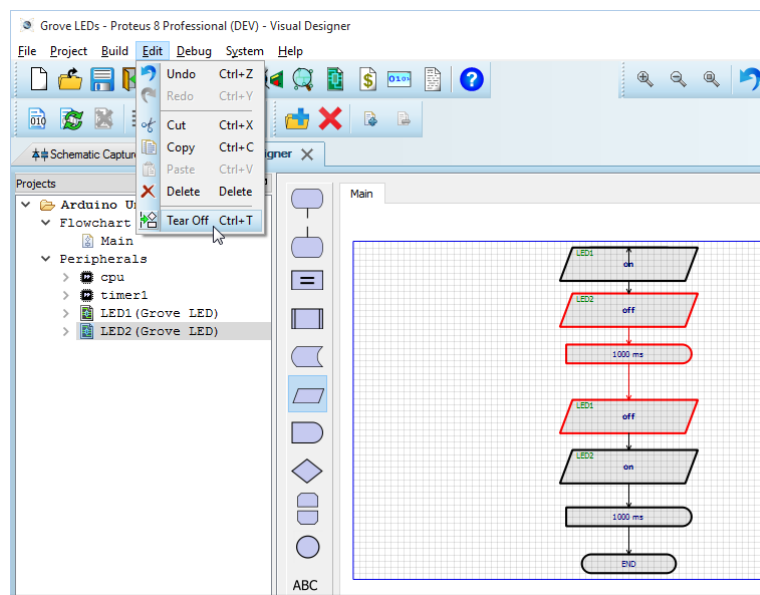 Grove LEDs - Proteus 8 Professional (DEV) - Visual Designer
File Project Build Edit Debug System Help
Undo Ctrl+Z
Redo Ctrl+Y
Cut Ctrl+X
Copy Ctrl+C
Paste Ctrl+V
Delete Delete
Tear Off Ctrl+T
Schematic Captur
gner
Projects
Arduino U
Flowchart
Main
Peripherals
cpu
timer1
LED1(Grove LED)
LED2(Grove LED)
ABC
Main
LED1
on
LED2
off
1000 ms
LED1
off
LED2
on
1000 ms
END